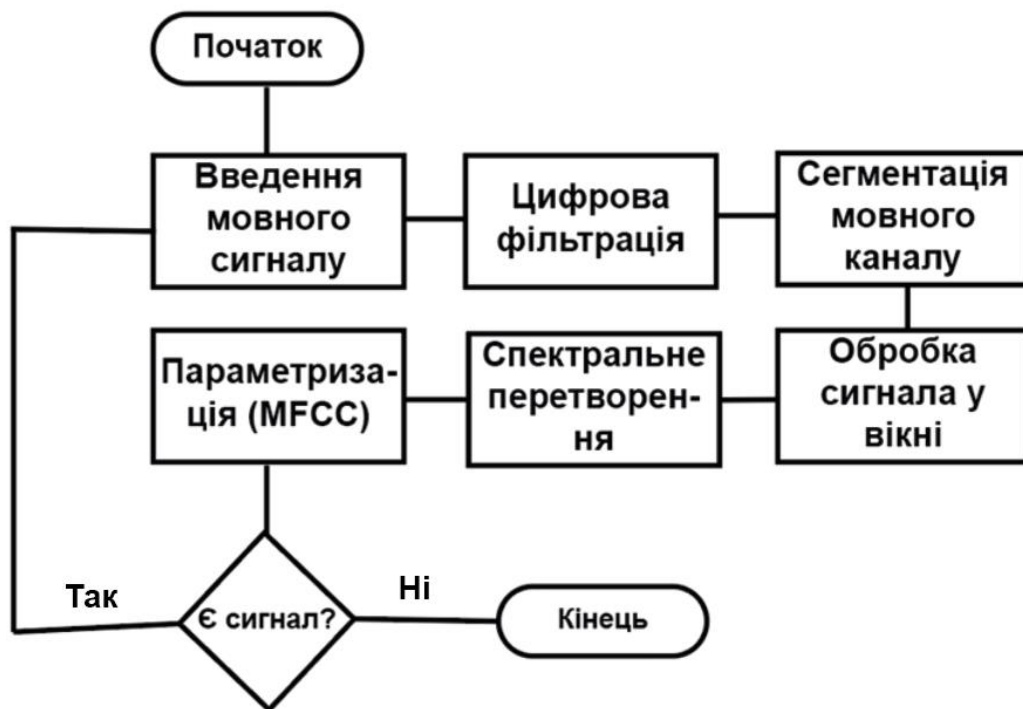 Початок
Введення
мовного
сигналу
Цифрова
фільтрація
Сегментація
мовного
каналу
Параметриза-
ція (MFCC)
Спектральне
перетворен-
ня
Обробка
сигнала у
вікні
Так
Є сигнал?
Ні
Кінець